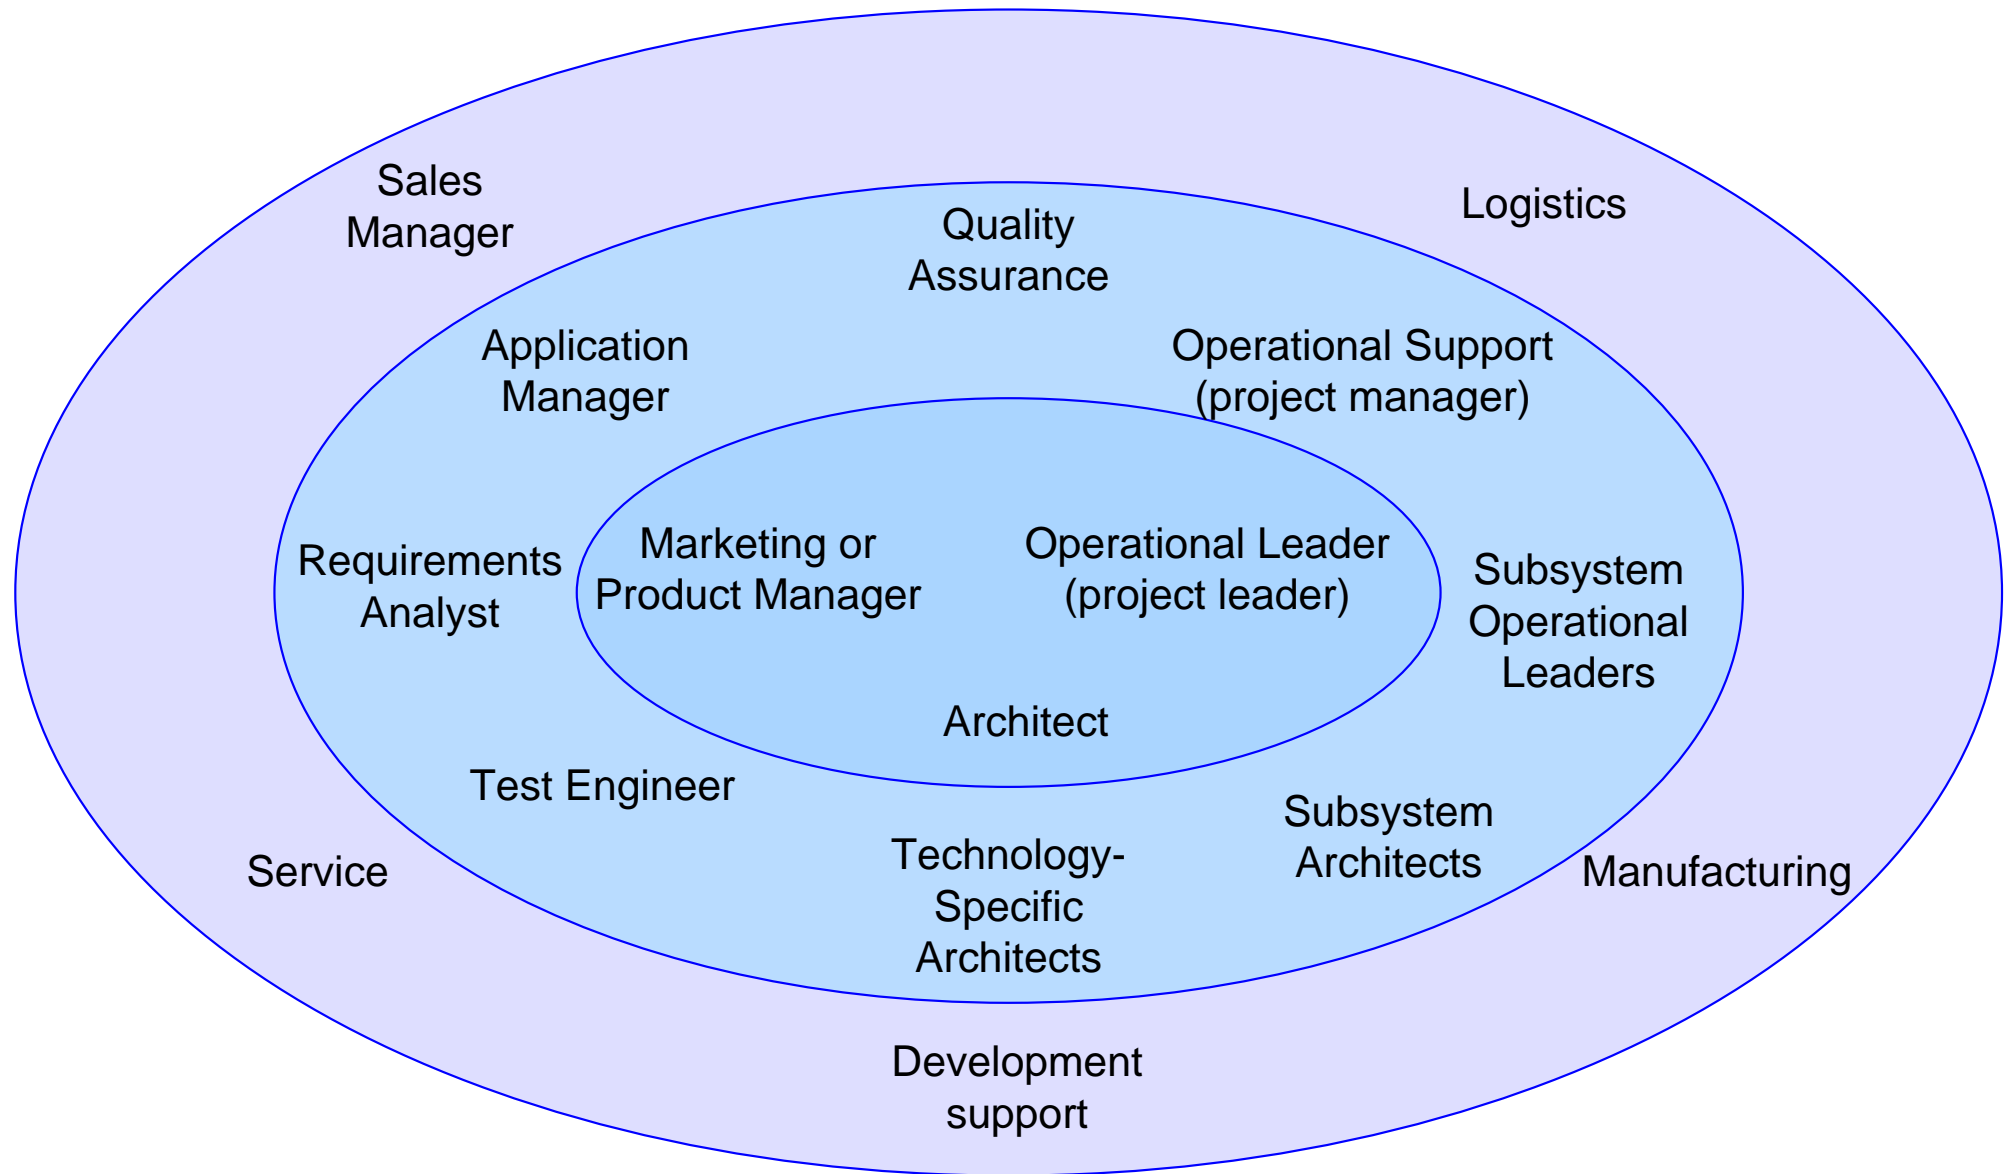 Sales
Manager
Logistics
Quality
Assurance
Application
Manager
Operational Support
(project manager)
Requirements
Analyst
Marketing or
Product Manager
Operational Leader
(project leader)
Subsystem
Operational
Leaders
Architect
Test Engineer
Subsystem
Architects
Technology-
Specific
Architects
Service
Manufacturing
Development
support